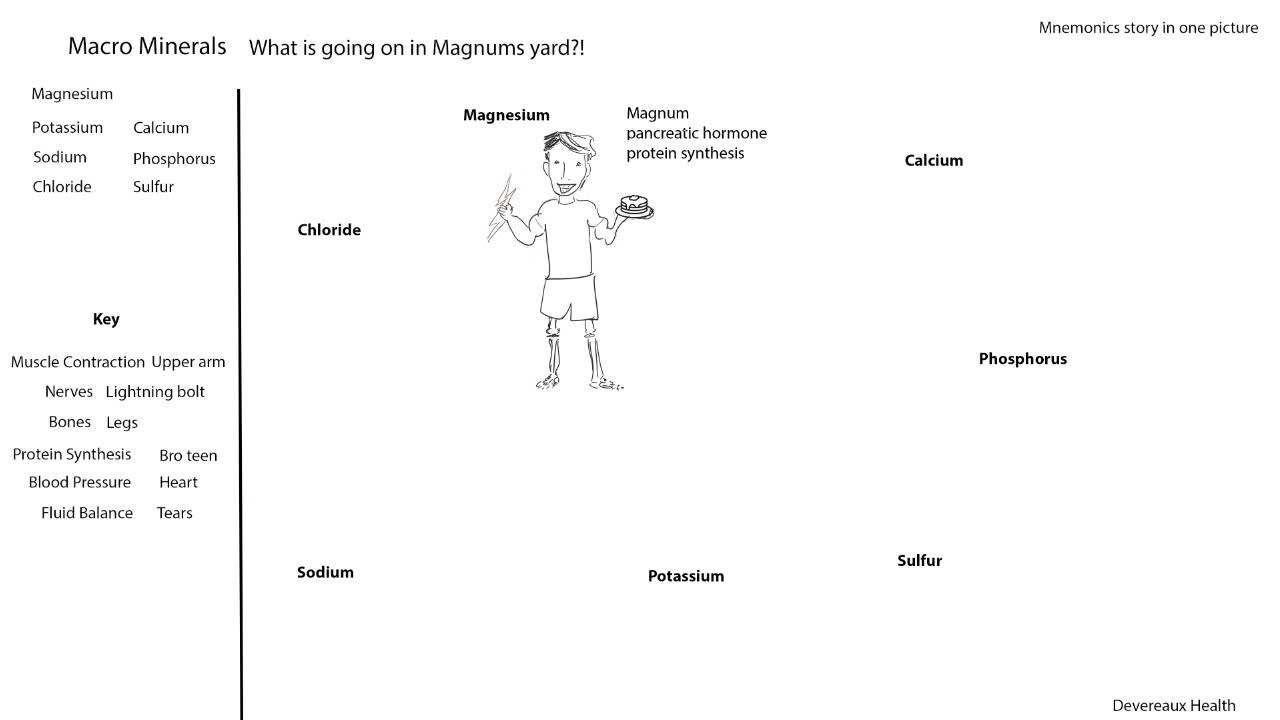 Mnemonics story in one picture
Macro Minerals What is going on in Magnums yard?!
Magnesium
Potassium Calcium
Sodium Phosphorus
Chloride Sulfur
Key
Muscle Contraction Upper arm
Nerves Lightning bolt
Bones Legs
Protein Synthesis Bro teen
Blood Pressure Heart
Fluid Balance Tears
Magnesium
Magnum
pancreatic hormone
protein synthesis
Calcium
Chloride
Phosphorus
Sodium
Potassium
Sulfur
Devereaux Health